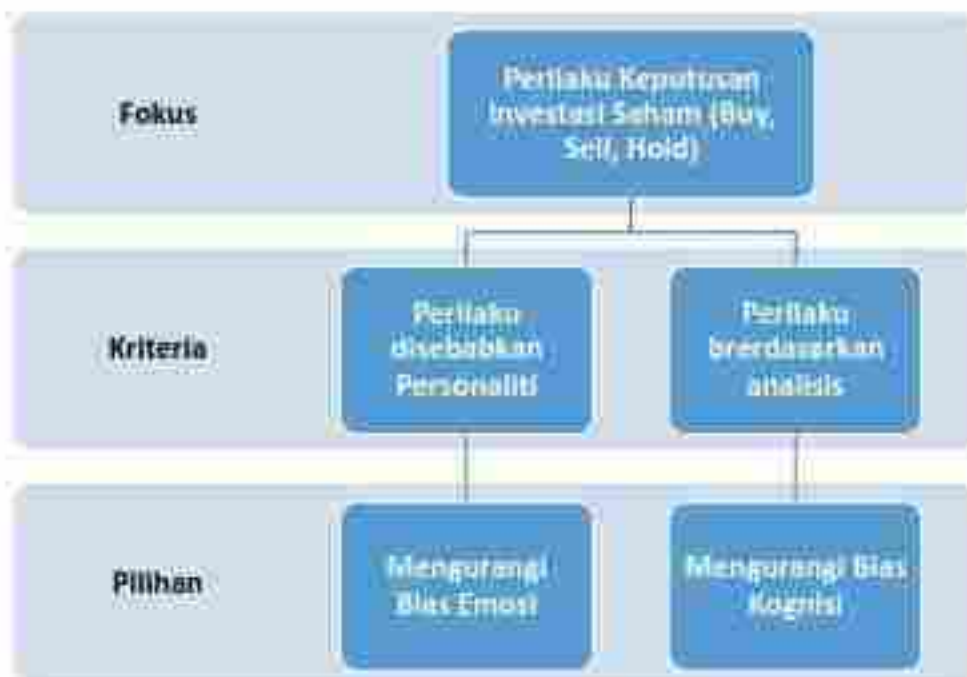 Fokus
Perilaku Keputusan
Investasi Saham (Buy,
Sell, Hold)
Kriteria
Perilaku
disebabkan
Personaliti
Perilaku
breerdasarkan
analisis
Pilihan
Mengurangi
Bias Emosi
Mengurangi Bias
Kognisi